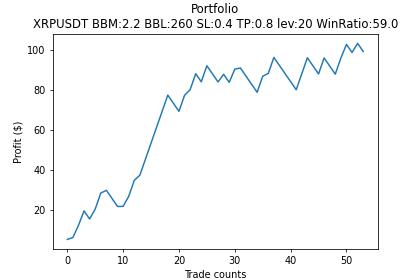 Portfolio
XRPUSDT BBM:2.2 BBL:260 SL:0.4 TP:0.8 lev:20 WinRatio:59.0
100
80
60
40
20
Profit ($)
0
10
20
30
40
50
Trade counts